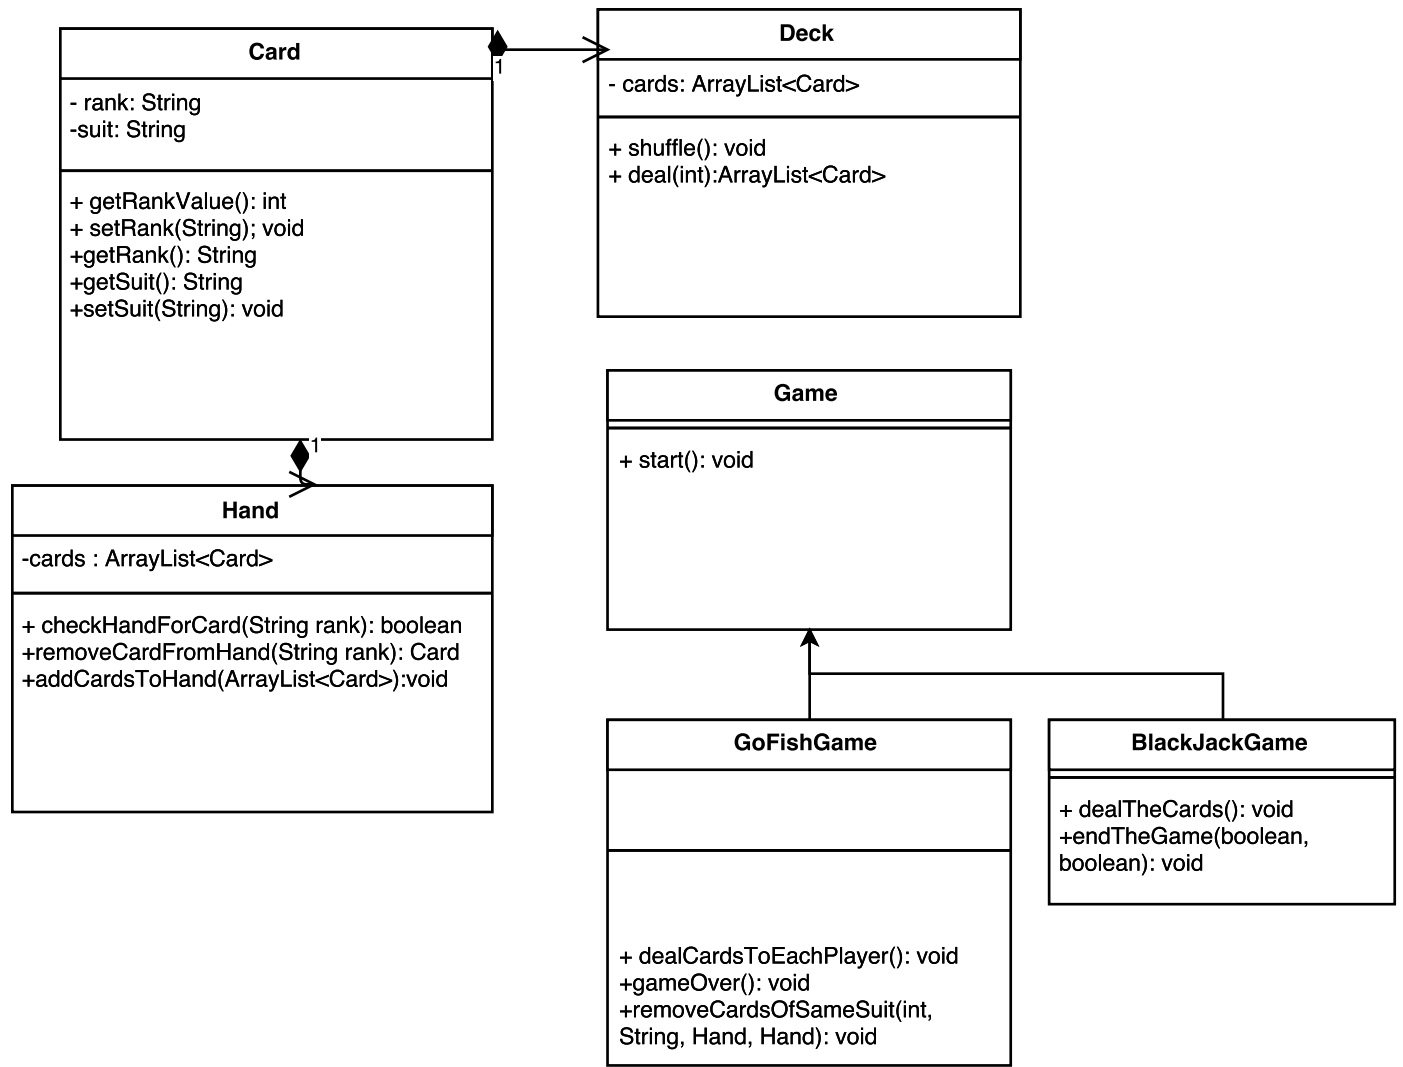 Card
- rank: String
-suit: String
+ getRankValue(): int
+ setRank(String); void
+getRank(): String
+getSuit(): String
+setSuit(String): void
1
Deck
- cards: ArrayList<Card>
+ shuffle(): void
+ deal(int):ArrayList<Card>
1
Hand
-cards : ArrayList<Card>
+ checkHandForCard(String rank): boolean
+removeCardFromHand(String rank): Card
+addCardsToHand(ArrayList<Card>):void
Game
+ start(): void
GoFishGame
+ dealCardsToEachPlayer(): void
+gameOver(): void
+removeCardsOfSameSuit(int,
String, Hand, Hand): void
BlackJackGame
+ dealTheCards(): void
+endTheGame(boolean,
boolean): void